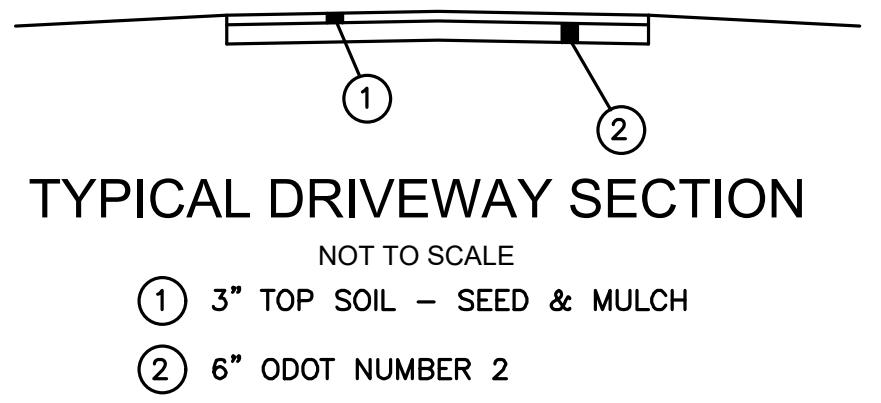 1
2
TYPICAL DRIVEWAY SECTION
NOT TO SCALE
1 3" TOP SOIL – SEED & MULCH
2 6" ODOT NUMBER 2